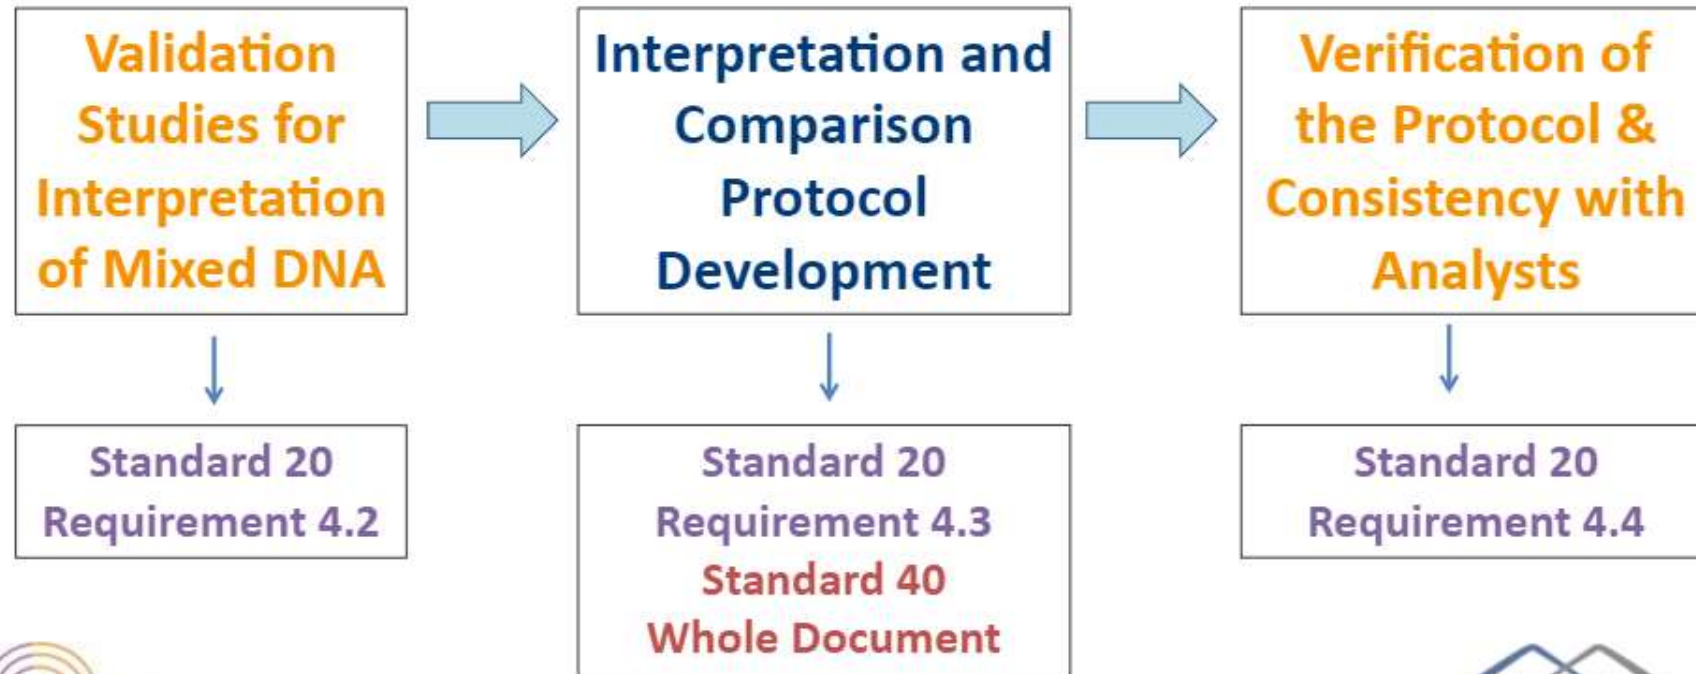 Validation
Studies for
Interpretation
of Mixed DNA
Interpretation and
Comparison
Protocol
Development
Verification of
the Protocol &
Consistency with
Analysts
Standard 20
Requirement 4.2
Standard 20
Requirement 4.3
Standard 40
Whole Document
Standard 20
Requirement 4.4